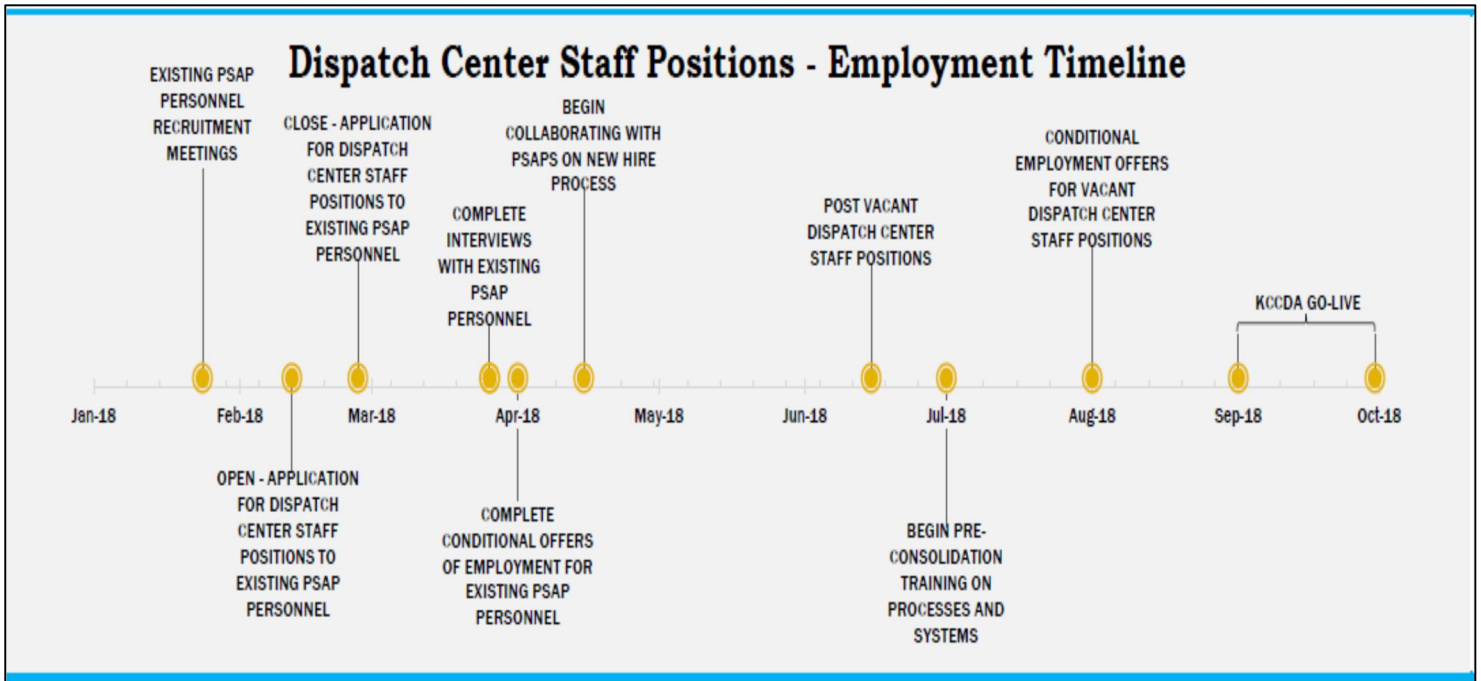 Dispatch Center Staff Positions - Employment Timeline
EXISTING PSAP
PERSONNEL
RECRUITMENT
MEETINGS
CLOSE - APPLICATION
FOR DISPATCH
CENTER STAFF
POSITIONS TO
EXISTING PSAP
PERSONNEL
COMPLETE
INTERVIEWS
WITH EXISTING
PSAP
PERSONNEL
BEGIN
COLLABORATING WITH
PSAPS ON NEW HIRE
PROCESS
POST VACANT
DISPATCH CENTER
STAFF POSITIONS
CONDITIONAL
EMPLOYMENT OFFERS
FOR VACANT
DISPATCH CENTER
STAFF POSITIONS
KCCDA GO-LIVE
Jan-18 Feb-18 Mar-18 Apr-18 May-18 Jun-18 Jul-18 Aug-18 Sep-18 Oct-18
OPEN - APPLICATION
FOR DISPATCH
CENTER STAFF
POSITIONS TO
EXISTING PSAP
PERSONNEL
COMPLETE
CONDITIONAL OFFERS
OF EMPLOYMENT FOR
EXISTING PSAP
PERSONNEL
BEGIN PRE-
CONSOLIDATION
TRAINING ON
PROCESSES AND
SYSTEMS